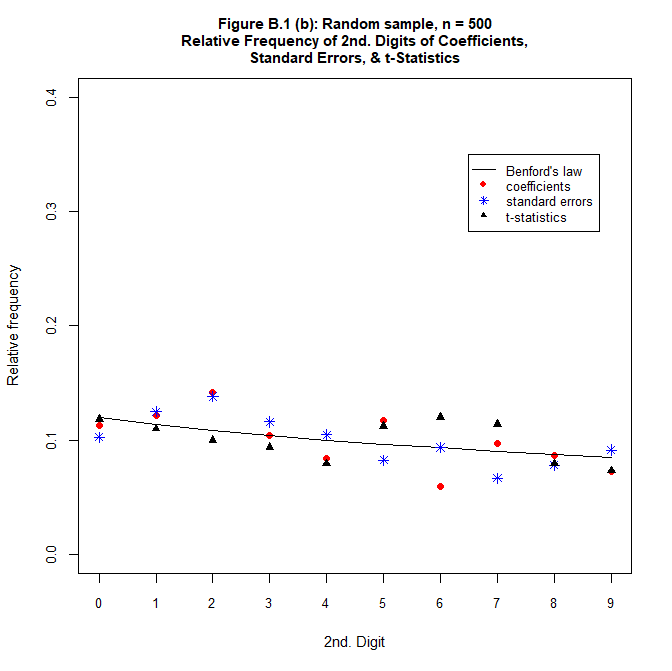 Figure B.1 (b): Random sample, n = 500
Relative Frequency of 2nd. Digits of Coefficients,
Standard Errors, & t-Statistics
Relative frequency
0.4
0.3
0.2
0.1
0.0
Benford's law
coefficients
standard errors
t-statistics
0 1 2 3 4 5 6 7 8 9
2nd. Digit